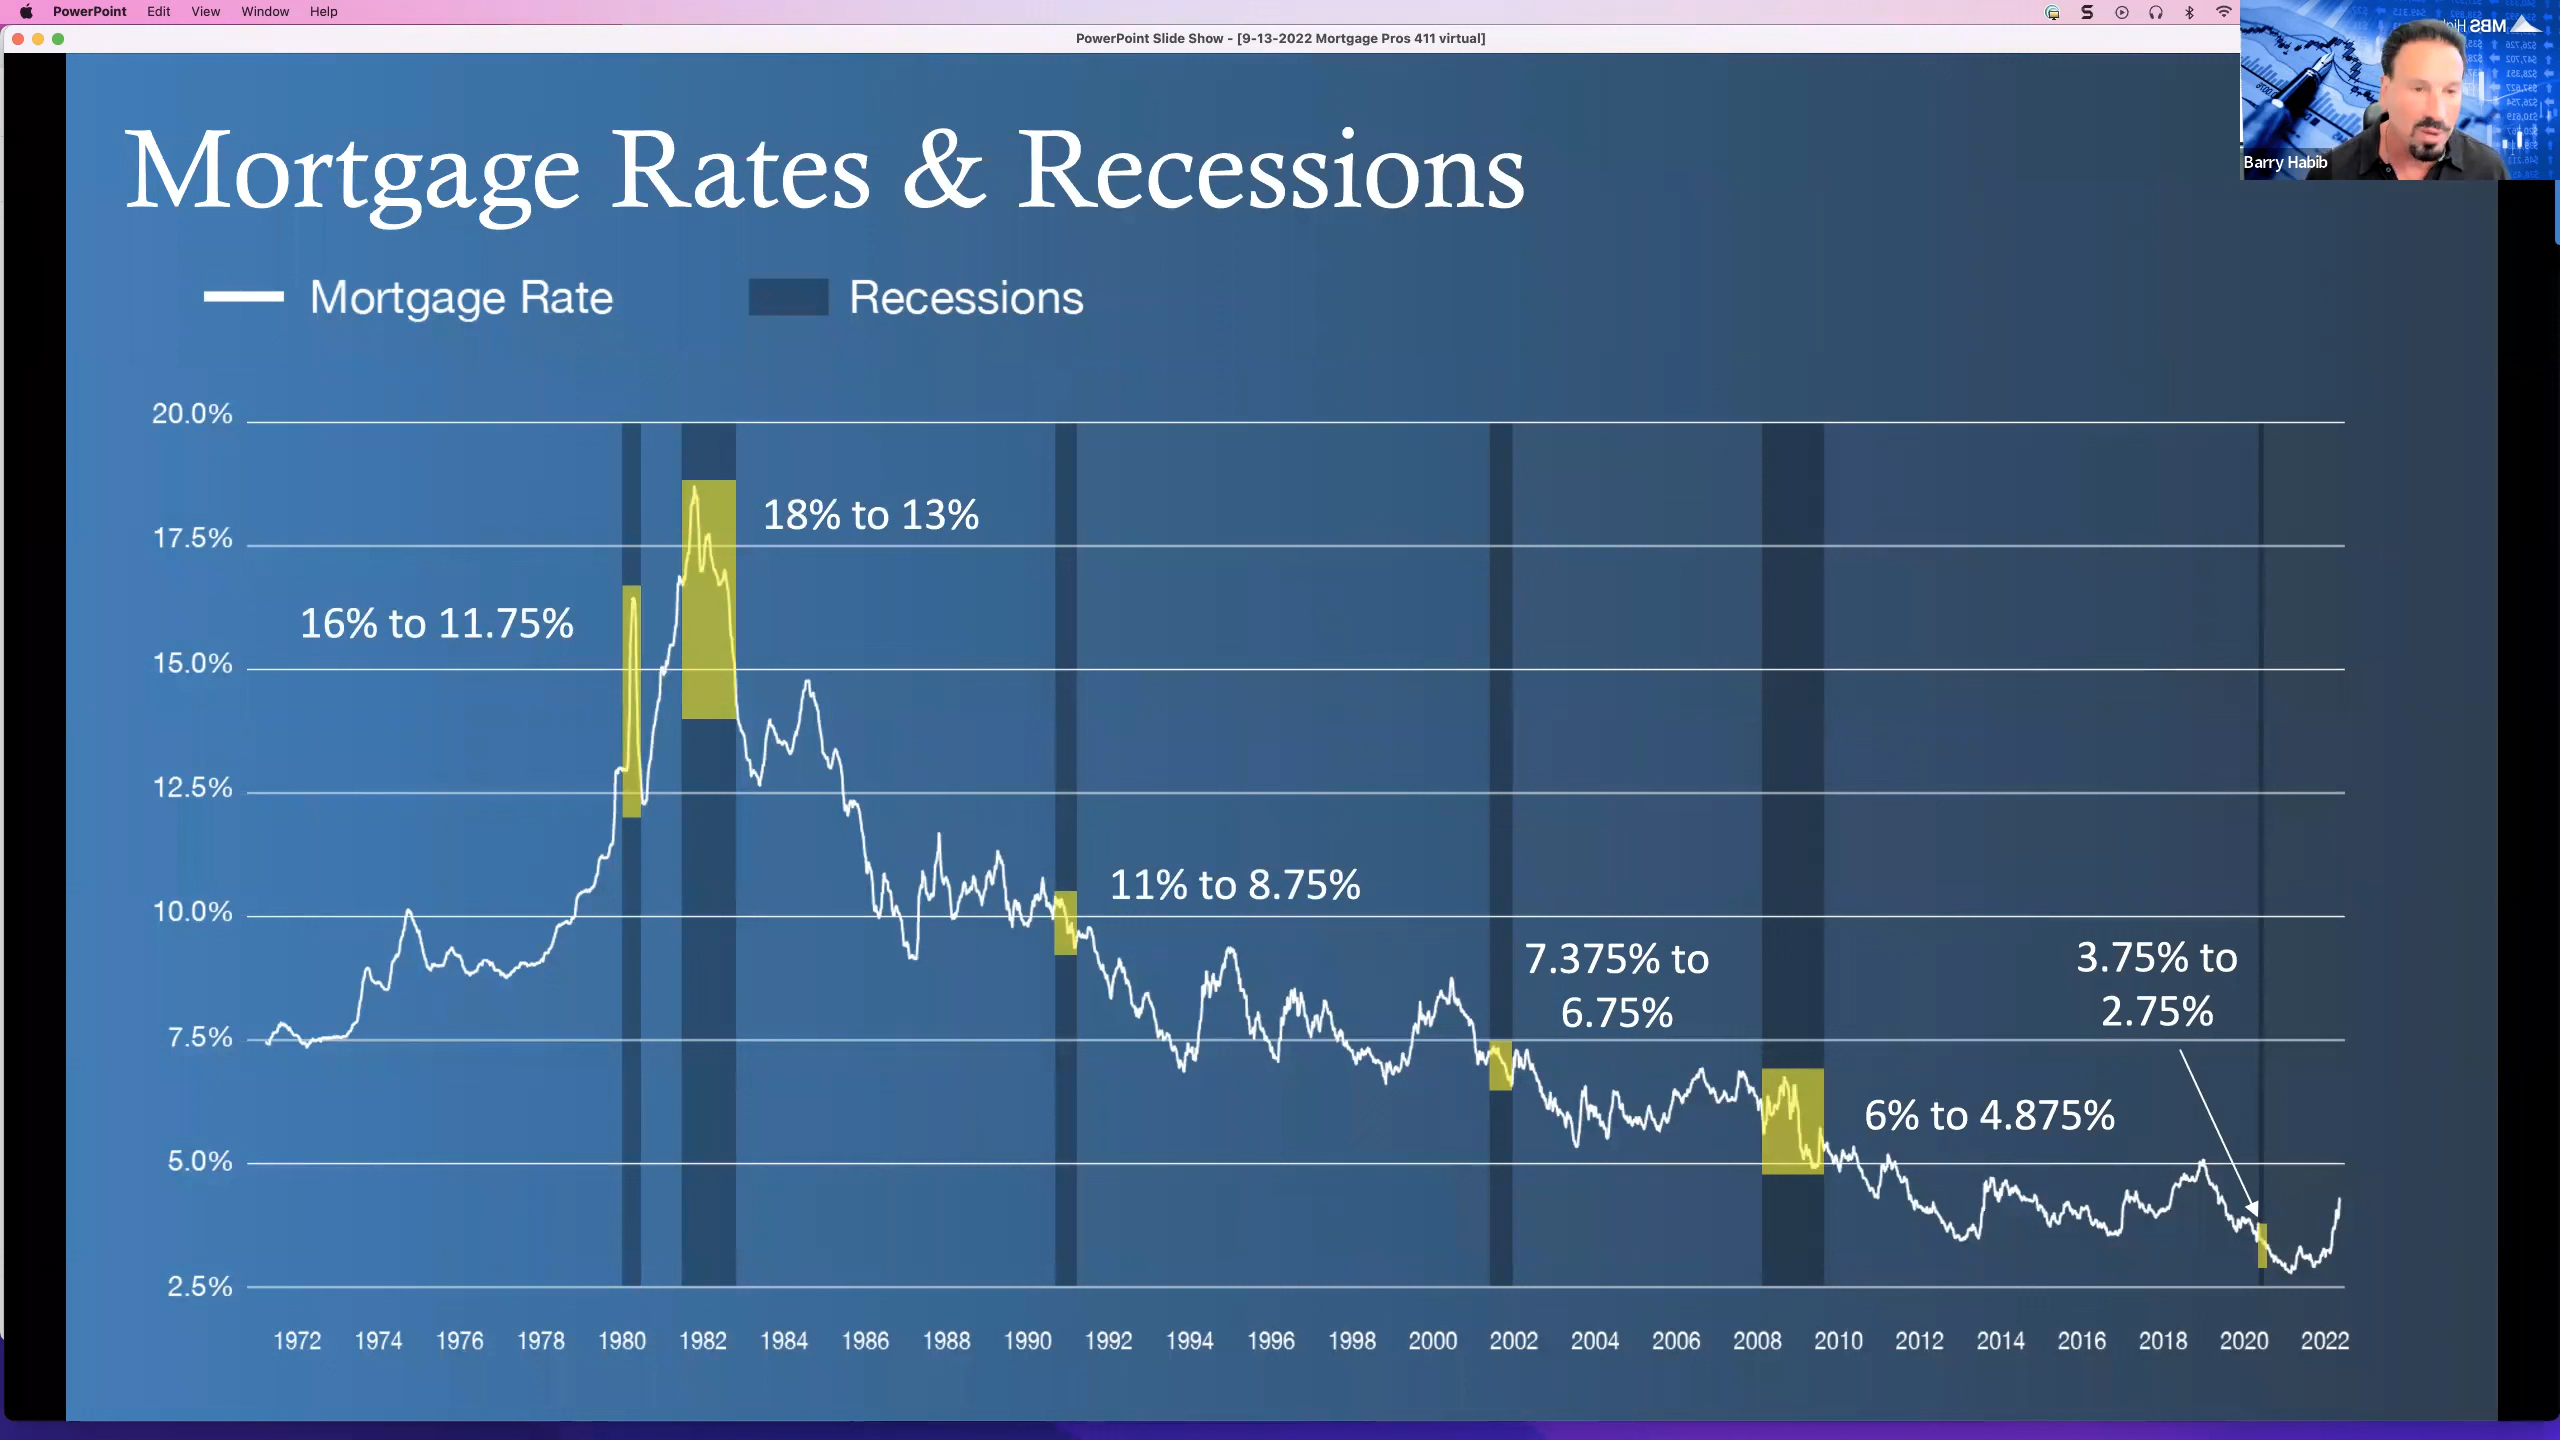 PowerPoint Edit View Window Help
PowerPoint Slide Show - [9-13-2022 Mortgage Pros 411 virtual]
MBS
Barry Habib
Mortgage Rates & Recessions
Mortgage Rate Recessions
20.0%
18% to 13%
17.5%
16% to 11.75%
15.0%
12.5%
11% to 8.75%
10.0%
7.375% to
6.75%
3.75% to
2.75%
7.5%
6% to 4.875%
5.0%
2.5%
1972 1974 1976 1978 1980 1982 1984 1986 1988 1990 1992 1994 1996 1998 2000 2002 2004 2006 2008 2010 2012 2014 2016 2018 2020 2022